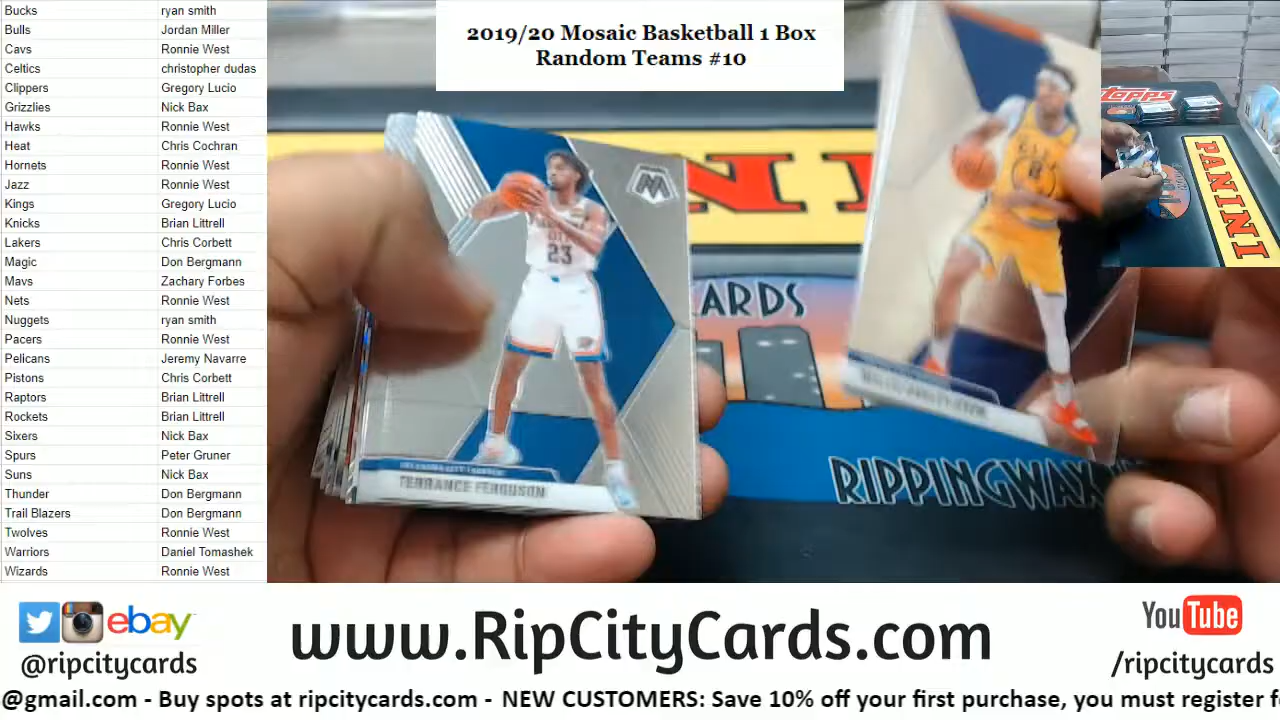 Bucks ryan smith
Bulls Jordan Miller
Cavs Ronnie West
Celtics christopher dudas
Clippers Gregory Lucio
Grizzlies Nick Bax
Hawks Ronnie West
Heat Chris Cochran
Hornets Ronnie West
Jazz Ronnie West
Kings Gregory Lucio
Knicks Brian Littrell
Lakers Chris Corbett
Magic Don Bergmann
Mavs Zachary Forbes
Nets Ronnie West
Nuggets ryan smith
Pacers Ronnie West
Pelicans Jeremy Navarre
Pistons Chris Corbett
Raptors Brian Littrell
Rockets Brian Littrell
Sixers Nick Bax
Spurs Peter Gruner
Suns Nick Bax
Thunder Don Bergmann
Trail Blazers Don Bergmann
Twolves Ronnie West
Warriors Daniel Tomashek
Wizards Ronnie West
2019/20 Mosaic Basketball 1 Box
Random Teams #10
23
TERRANCE FERGUSON
NI
CARDS
RIPPINGWAX
TOPPS
PANINI
ebay
@ripcitycards
www.RipCityCards.com
YouTube
/ripcitycards
@gmail.com - Buy spots at ripcitycards.com - NEW CUSTOMERS: Save 10% off your first purchase, you must register f